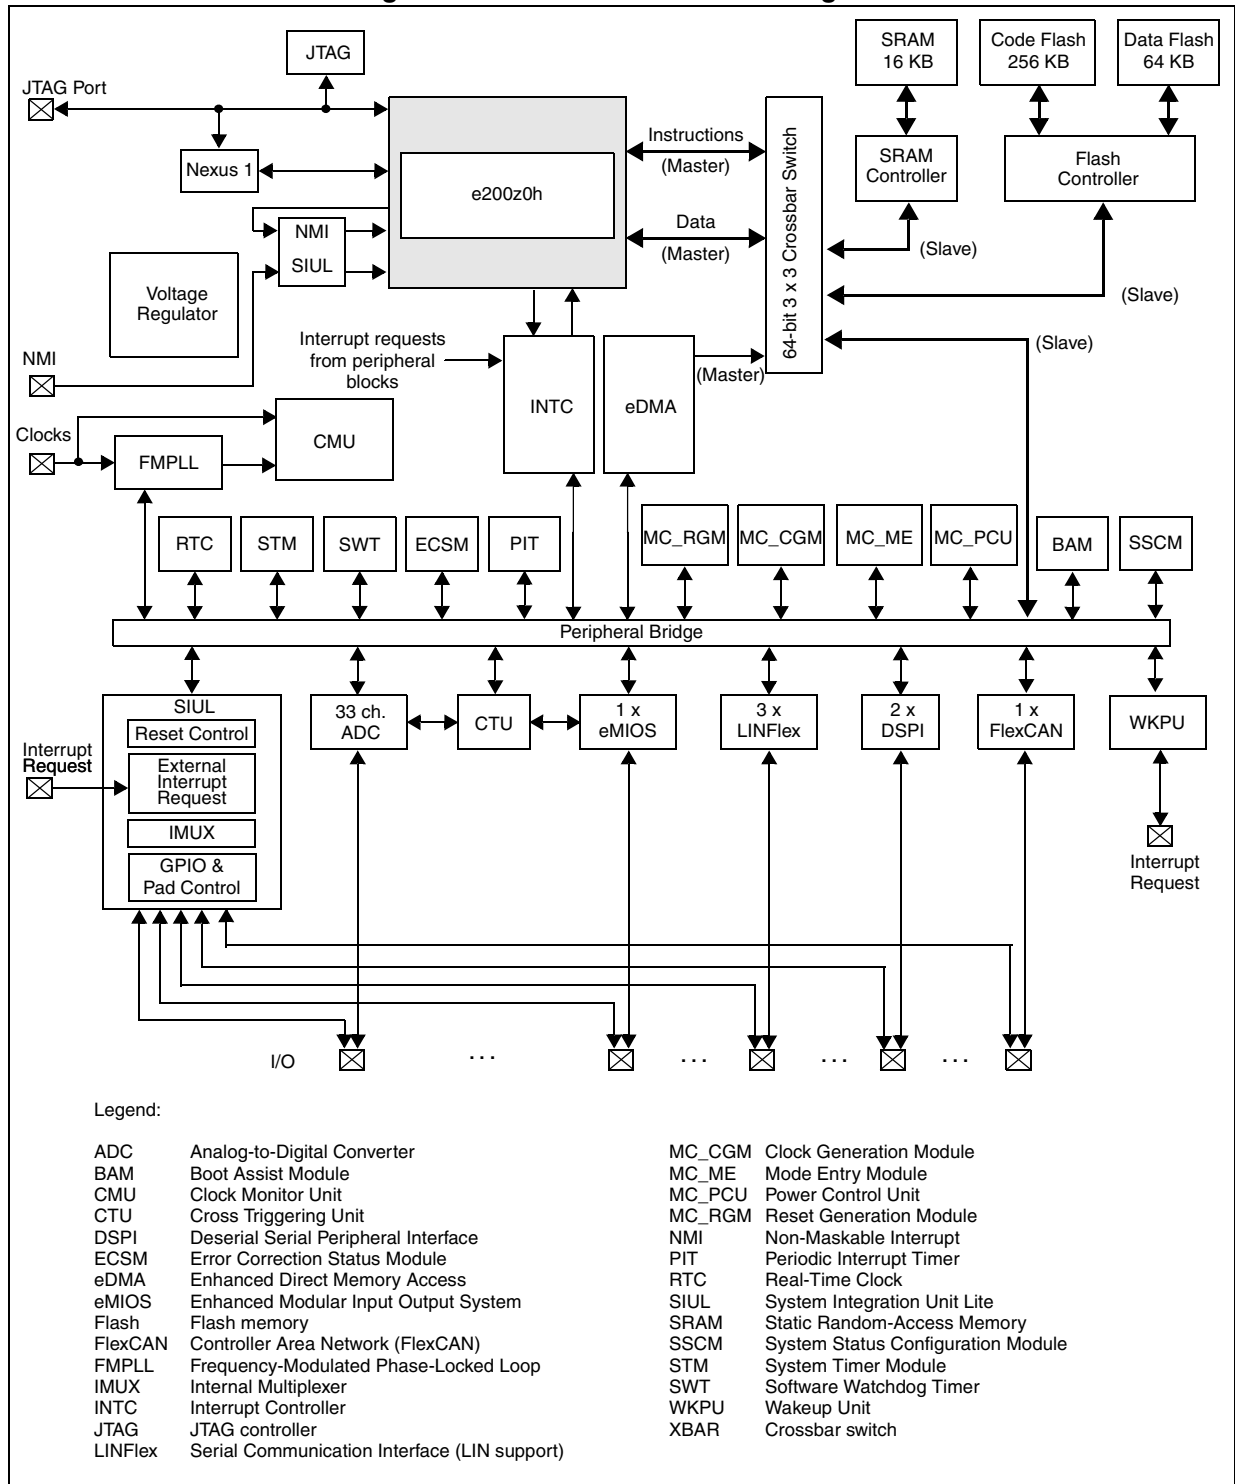 JTAG
SRAM
16 KB
Code Flash
256 KB
Data Flash
64 KB
JTAG Port
Nexus 1
e200z0h
Instructions
(Master)
Data
(Master)
64-bit 3 x 3 Crossbar Switch
SRAM
Controller
Flash
Controller
(Slave)
(Slave)
(Slave)
NMI
SIUL
Voltage
Regulator
NMI
Interrupt requests
from peripheral
blocks
INTC
eDMA
(Master)
Clocks
FMPLL
CMU
RTC
STM
SWT
ECSM
PIT
MC_RGM
MC_CGM
MC_ME
MC_PCU
BAM
SSCM
Peripheral Bridge
SIUL
Reset Control
External
Interrupt
Request
IMUX
GPIO &
Pad Control
Interrupt
Request
33 ch.
ADC
CTU
1 x
eMIOS
3 x
LINFlex
2 x
DSPI
1 x
FlexCAN
WKPU
Interrupt
Request
I/O
. . .
. . .
. . .
. . .
Legend:
ADC Analog-to-Digital Converter
BAM Boot Assist Module
CMU Clock Monitor Unit
CTU Cross Triggering Unit
DSPI Deserial Serial Peripheral Interface
ECSM Error Correction Status Module
eDMA Enhanced Direct Memory Access
eMIOS Enhanced Modular Input Output System
Flash Flash memory
FlexCAN Controller Area Network (FlexCAN)
FMPLL Frequency-Modulated Phase-Locked Loop
IMUX Internal Multiplexer
INTC Interrupt Controller
JTAG JTAG controller
LINFlex Serial Communication Interface (LIN support)
MC_CGM Clock Generation Module
MC_ME Mode Entry Module
MC_PCU Power Control Unit
MC_RGM Reset Generation Module
NMI Non-Maskable Interrupt
PIT Periodic Interrupt Timer
RTC Real-Time Clock
SIUL System Integration Unit Lite
SRAM Static Random-Access Memory
SSCM System Status Configuration Module
STM System Timer Module
SWT Software Watchdog Timer
WKPU Wakeup Unit
XBAR Crossbar switch